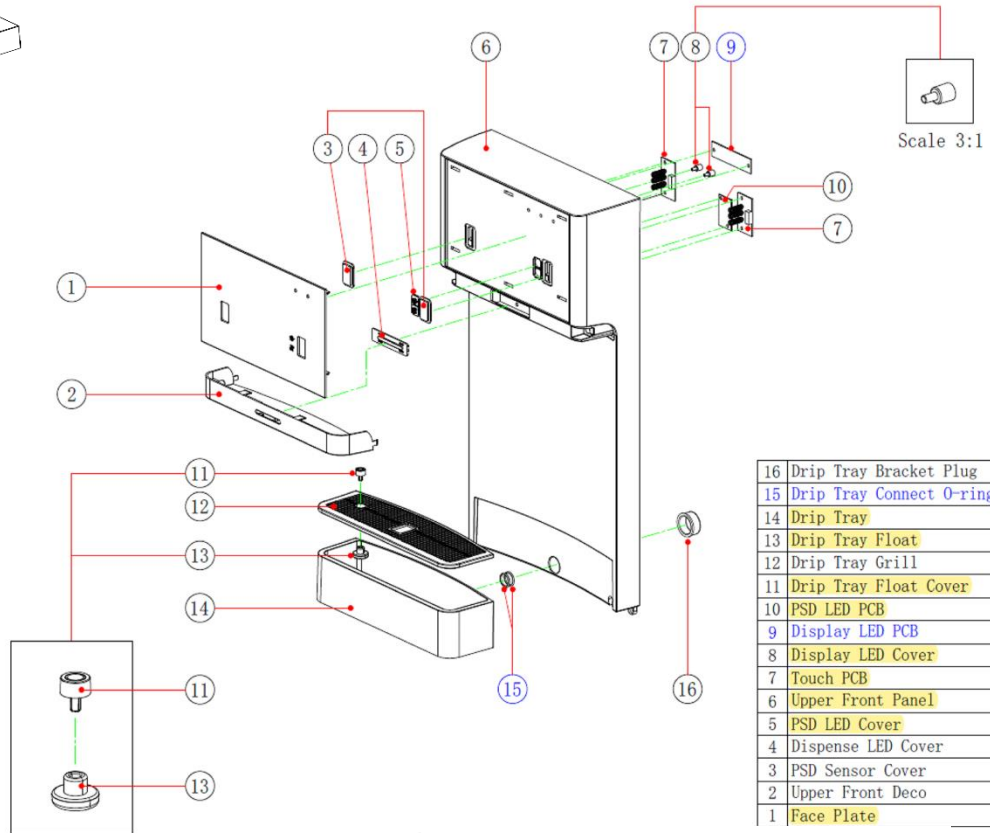 6
7
8
9
Scale 3:1
3
4
5
10
7
1
2
11
12
13
14
15
16
11
13
16 Drip Tray Bracket Plug
15 Drip Tray Connect O-ring
14 Drip Tray
13 Drip Tray Float
12 Drip Tray Grill
11 Drip Tray Float Cover
10 PSD LED PCB
9 Display LED PCB
8 Display LED Cover
7 Touch PCB
6 Upper Front Panel
5 PSD LED Cover
4 Dispense LED Cover
3 PSD Sensor Cover
2 Upper Front Deco
1 Face Plate